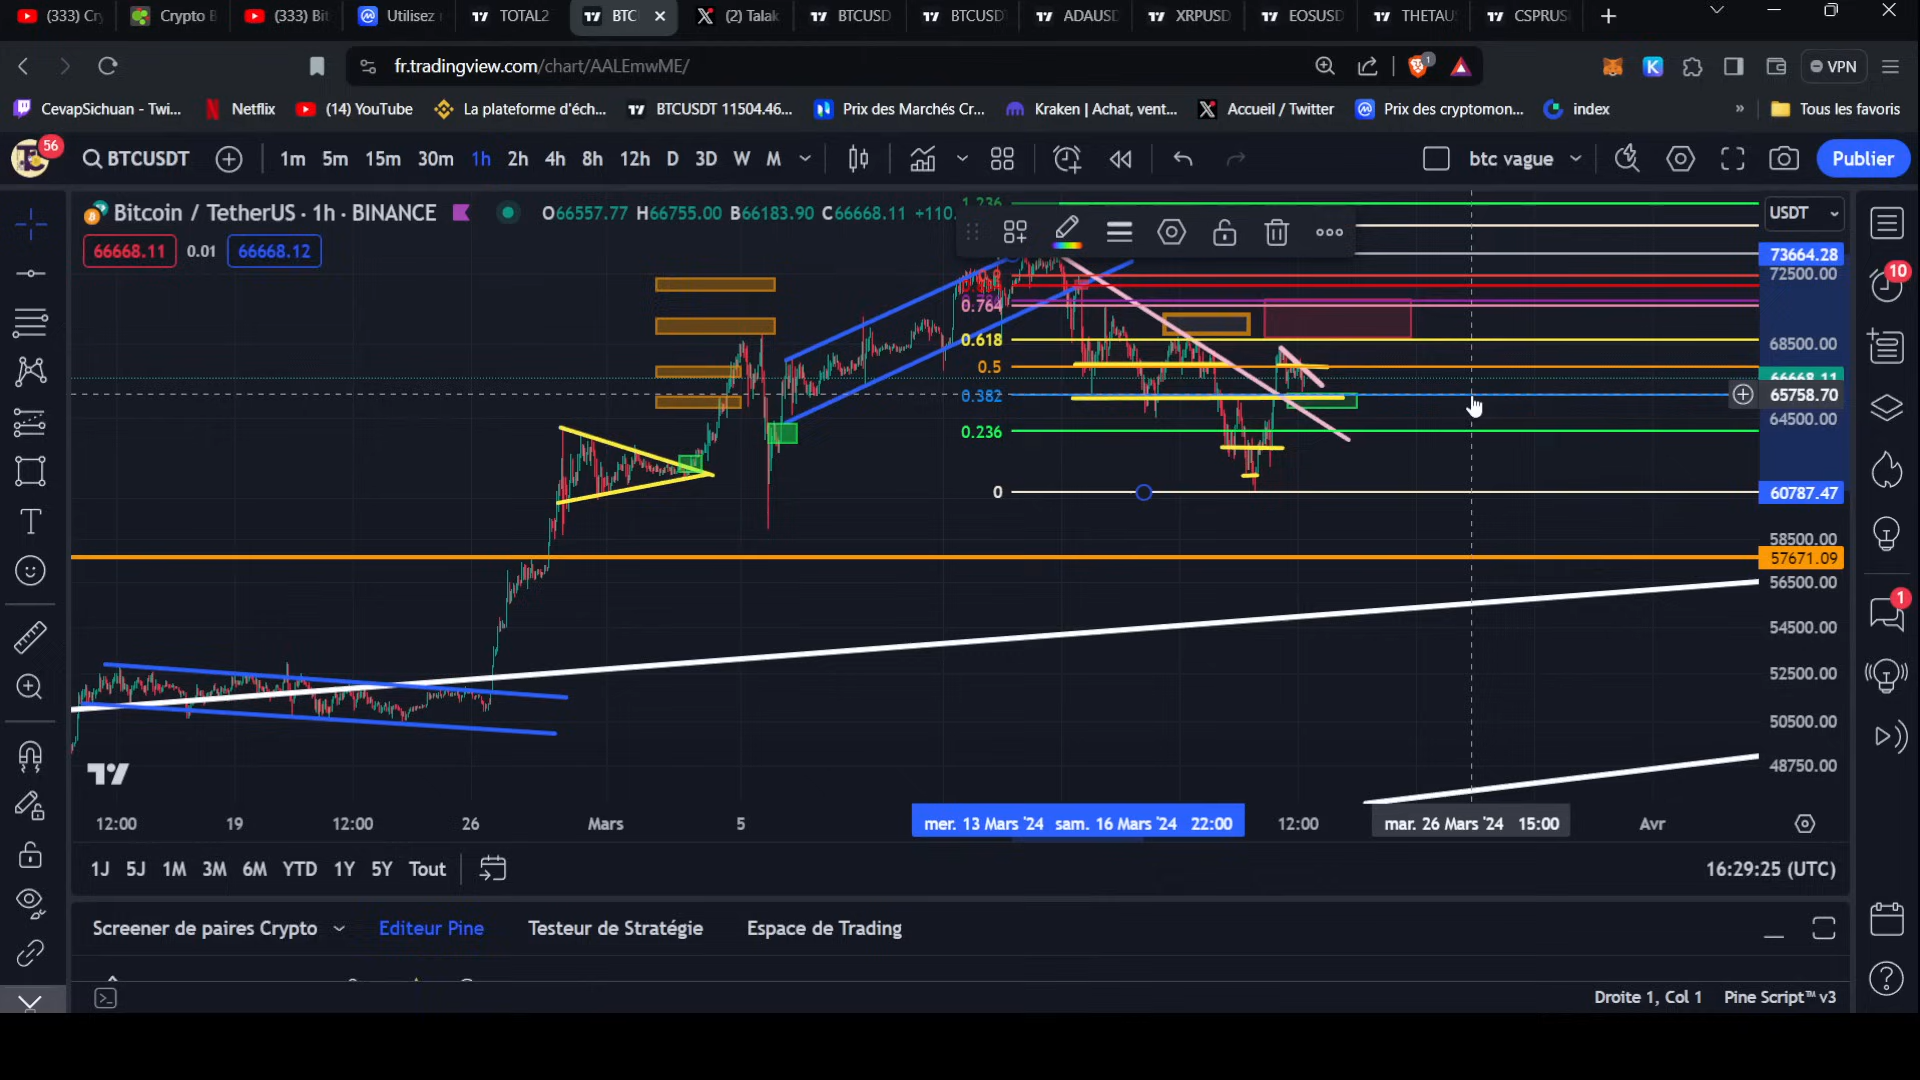 (333) Cr
Crypto B
(333) Bit
Utilisez
TOTAL2
BTC
(2) Talak
BTCUSD
BTCUSD
ADAUSD
XRPUSD
EOSUSD
THETAU
CSPRUS
fr.tradingview.com/chart/AALEmwME/
VPN
CevapSichuan - Twi...
Netflix
(14) YouTube
La plateforme d'éch...
BTCUSDT 11504.46...
Prix des Marchés Cr...
Kraken | Achat, vent...
Accueil / Twitter
Prix des cryptomon...
index
»
Tous les favoris
56
BTCUSDT
1m 5m 15m 30m 1h 2h 4h 8h 12h D 3D W M
btc vague
Publier
Bitcoin / TetherUS · 1h · BINANCE
O66557.77 H66755.00 B66183.90 C66668.11 +110.
1.236
USDT
66668.11
0.01
66668.12
73664.28
72500.00
10
0.764
0.618
68500.00
0.5
66668.11
0.382
65758.70
64500.00
0.236
0
60787.47
58500.00
57671.09
56500.00
1
54500.00
52500.00
50500.00
48750.00
12:00
19
12:00
26
Mars
5
mer. 13 Mars '24
sam. 16 Mars '24 22:00
12:00
mar. 26 Mars '24 15:00
Avr
1J 5J 1M 3M 6M YTD 1Y 5Y Tout
16:29:25 (UTC)
Screener de paires Crypto
Editeur Pine
Testeur de Stratégie
Espace de Trading
Droite 1, Col 1
Pine Script™ v3